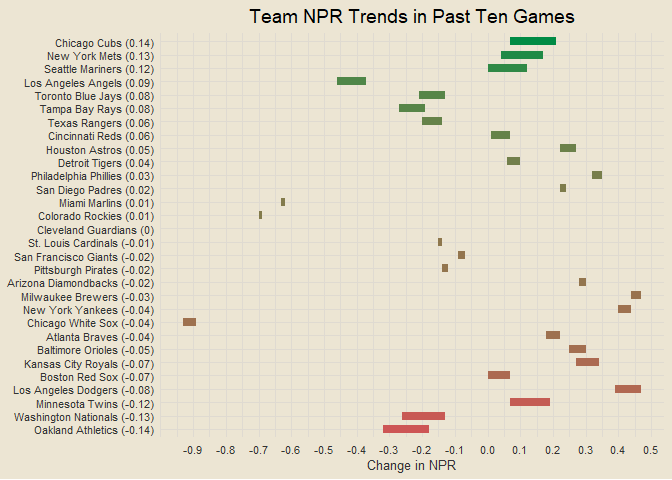 Team NPR Trends in Past Ten Games
Chicago Cubs (0.14)
New York Mets (0.13)
Seattle Mariners (0.12)
Los Angeles Angels (0.09)
Toronto Blue Jays (0.08)
Tampa Bay Rays (0.08)
Texas Rangers (0.06)
Cincinnati Reds (0.06)
Houston Astros (0.05)
Detroit Tigers (0.04)
Philadelphia Phillies (0.03)
San Diego Padres (0.02)
Miami Marlins (0.01)
Colorado Rockies (0.01)
Cleveland Guardians (0)
St. Louis Cardinals (-0.01)
San Francisco Giants (-0.02)
Pittsburgh Pirates (-0.02)
Arizona Diamondbacks (-0.02)
Milwaukee Brewers (-0.03)
New York Yankees (-0.04)
Chicago White Sox (-0.04)
Atlanta Braves (-0.04)
Baltimore Orioles (-0.05)
Kansas City Royals (-0.07)
Boston Red Sox (-0.07)
Los Angeles Dodgers (-0.08)
Minnesota Twins (-0.12)
Washington Nationals (-0.13)
Oakland Athletics (-0.14)
-0.9 -0.8 -0.7 -0.6 -0.5 -0.4 -0.3 -0.2 -0.1 0.0 0.1 0.2 0.3 0.4 0.5
Change in NPR